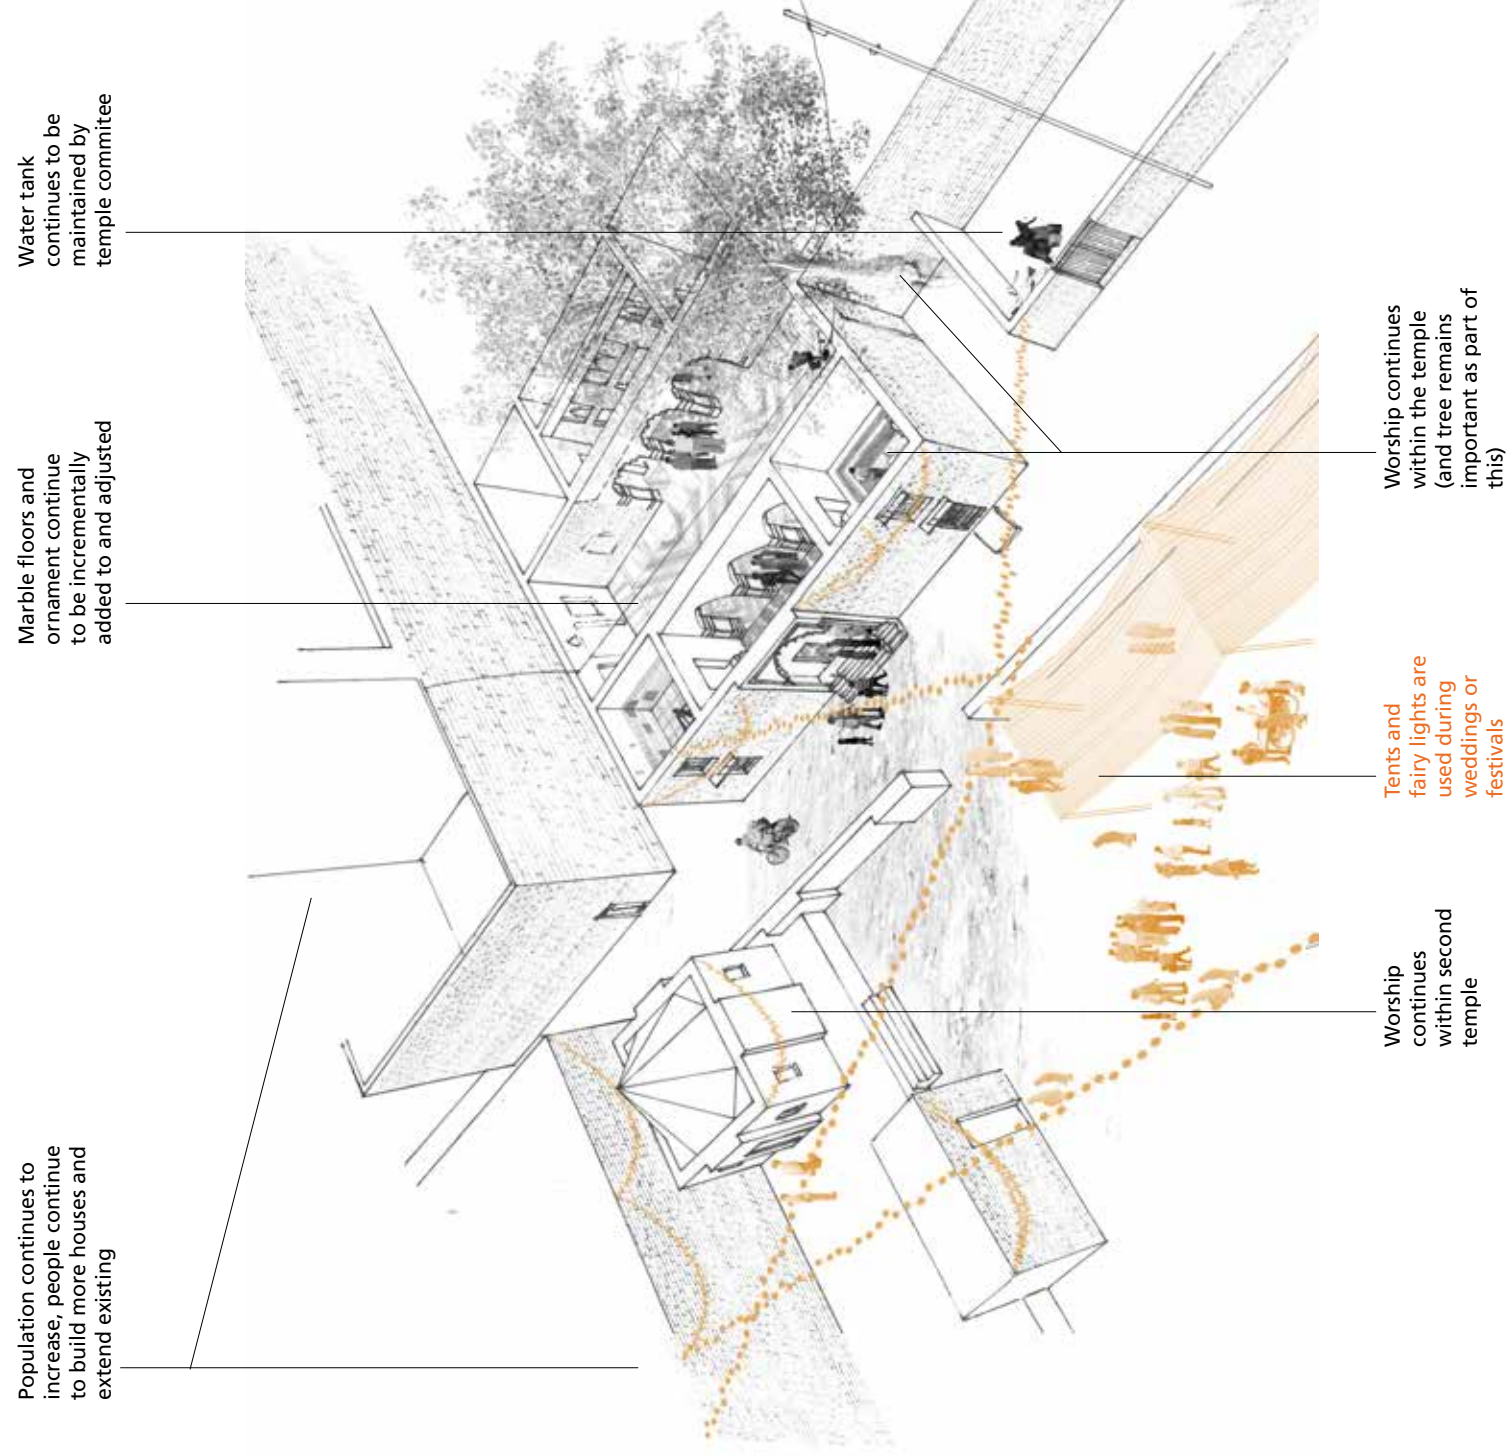 Population continues to
increase, people continue
to build more houses and
extend existing
Marble floors and
ornament continue
to be incrementally
added to and adjusted
Water tank
continues to be
maintained by
temple commitee
Worship
continues
within second
temple
Tents and
fairy lights are
used during
weddings or
festivals
Worship continues
within the temple
(and tree remains
important as part of
this)